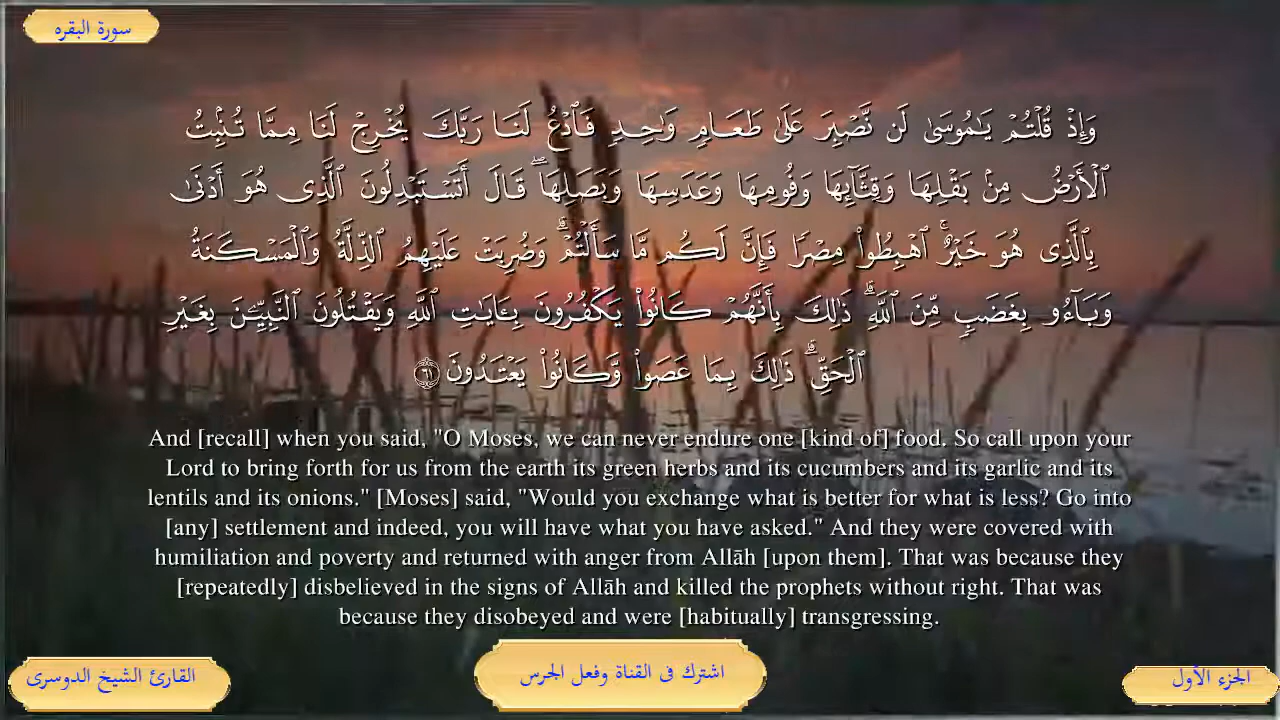 سورة البقره
وَإِذْ قُلْتُمْ يَـٰمُوسَىٰ لَن نَّصْبِرَ عَلَىٰ طَعَامٍ وَٰحِدٍ فَٱدْعُ لَنَا رَبَّكَ يُخْرِجْ لَنَا مِمَّا تُنۢبِتُ
ٱلْأَرْضُ مِنۢ بَقْلِهَا وَقِثَّآئِهَا وَفُومِهَا وَعَدَسِهَا وَبَصَلِهَا ۖ قَالَ أَتَسْتَبْدِلُونَ ٱلَّذِى هُوَ أَدْنَىٰ
بِٱلَّذِى هُوَ خَيْرٌ ۚ ٱهْبِطُوا۟ مِصْرًا فَإِنَّ لَكُم مَّا سَأَلْتُمْ ۗ وَضُرِبَتْ عَلَيْهِمُ ٱلذِّلَّةُ وَٱلْمَسْكَنَةُ
وَبَآءُو بِغَضَبٍ مِّنَ ٱللَّهِ ۗ ذَٰلِكَ بِأَنَّهُمْ كَانُوا۟ يَكْفُرُونَ بِـَٔايَـٰتِ ٱللَّهِ وَيَقْتُلُونَ ٱلنَّبِيِّـۧنَ بِغَيْرِ
ٱلْحَقِّ ۗ ذَٰلِكَ بِمَا عَصَوا۟ وَّكَانُوا۟ يَعْتَدُونَ ٦١
And [recall] when you said, "O Moses, we can never endure one [kind of] food. So call upon your
Lord to bring forth for us from the earth its green herbs and its cucumbers and its garlic and its
lentils and its onions." [Moses] said, "Would you exchange what is better for what is less? Go into
[any] settlement and indeed, you will have what you have asked." And they were covered with
humiliation and poverty and returned with anger from Allāh [upon them]. That was because they
[repeatedly] disbelieved in the signs of Allāh and killed the prophets without right. That was
because they disobeyed and were [habitually] transgressing.
الجزء الأول
اشترك فى القناة وفعل الجرس
القارئ الشيخ الدوسرى